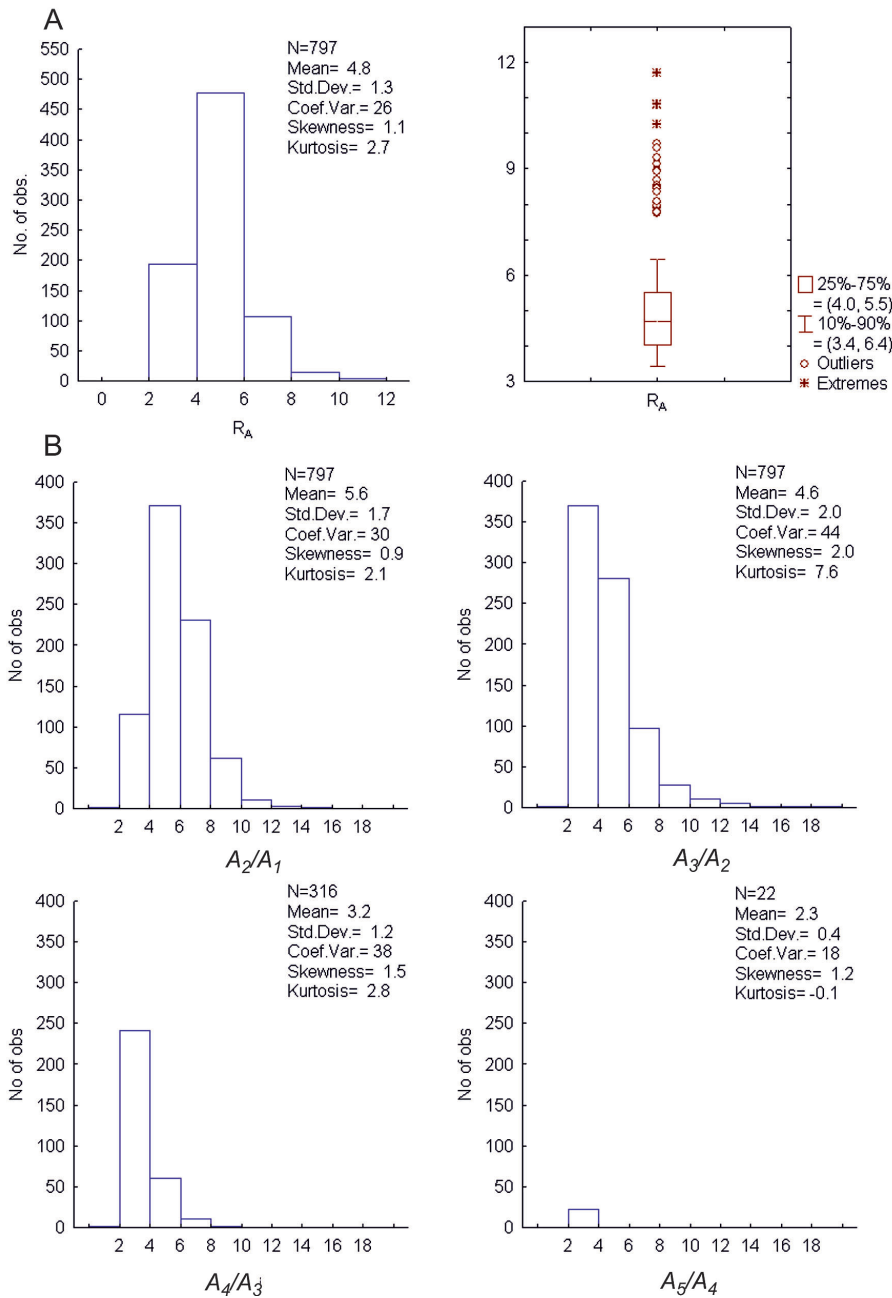 A
550
500
450
400
350
300
250
200
150
100
50
0
No. of obs.
0 2 4 6 8 10 12
R_A
N=797
Mean= 4.8
Std.Dev.= 1.3
Coef.Var.= 26
Skewness= 1.1
Kurtosis= 2.7
12
9
6
3
R_A
25%-75%
= (4.0, 5.5)
10%-90%
= (3.4, 6.4)
Outliers
Extremes
B
400
350
300
250
200
150
100
50
0
No of obs
2 4 6 8 10 12 14 16 18
A2/A1
N=797
Mean= 5.6
Std.Dev.= 1.7
Coef.Var.= 30
Skewness= 0.9
Kurtosis= 2.1
400
350
300
250
200
150
100
50
0
No of obs
2 4 6 8 10 12 14 16 18
A3/A2
N=797
Mean= 4.6
Std.Dev.= 2.0
Coef.Var.= 44
Skewness= 2.0
Kurtosis= 7.6
400
350
300
250
200
150
100
50
0
No of obs
2 4 6 8 10 12 14 16 18
A4/A3
N=316
Mean= 3.2
Std.Dev.= 1.2
Coef.Var.= 38
Skewness= 1.5
Kurtosis= 2.8
400
350
300
250
200
150
100
50
0
No of obs
2 4 6 8 10 12 14 16 18
A5/A4
N=22
Mean= 2.3
Std.Dev.= 0.4
Coef.Var.= 18
Skewness= 1.2
Kurtosis= -0.1